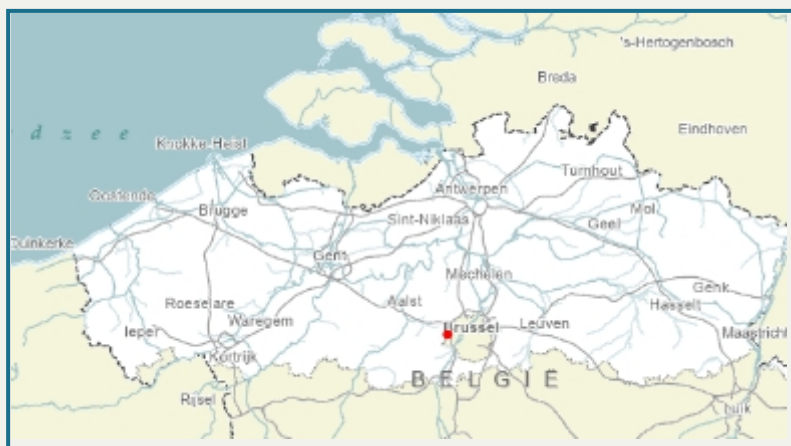 's-Hertogenbosch
Breda
d z e e
Eindhoven
Knokke-Heist
Turnhout
Oostende
Antwerpen
Brugge
Mol
Sint-Niklaas
Geel
Duinkerke
Gent
Mechelen
Genk
Roeselare
Aalst
Hasselt
Ieper
Waregem
Brussel
Leuven
Maastricht
Kortrijk
BELGIË
Rijsel
Luik